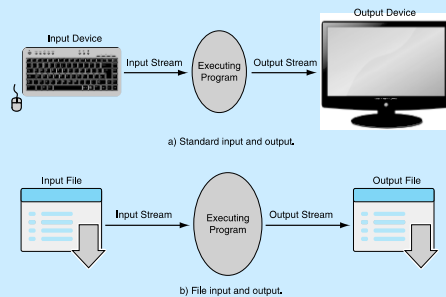 Input Device
Input Stream
Executing
Program
Output Stream
Output Device
a) Standard input and output.
Input File
Input Stream
Executing
Program
Output Stream
Output File
b) File input and output.